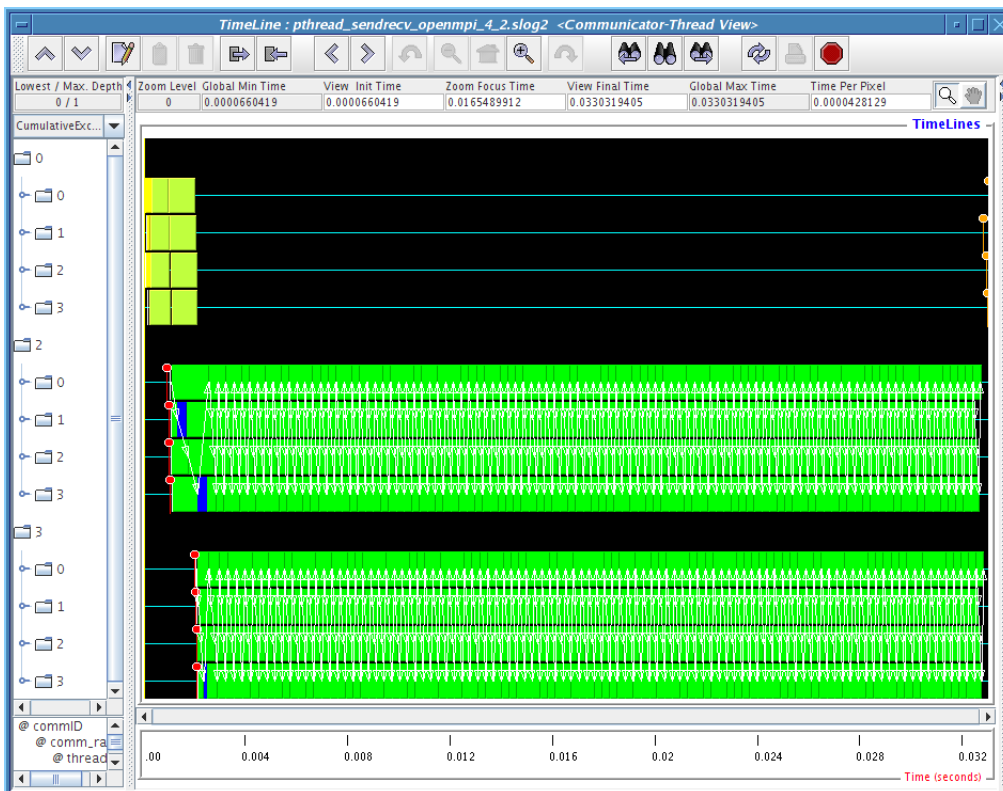 TimeLine : pthread_sendrecv_openmpi_4_2.slog2 <Communicator-Thread View>
Lowest / Max. Depth Zoom Level Global Min Time View Init Time Zoom Focus Time View Final Time Global Max Time Time Per Pixel
0 / 1 0 0.0000660419 0.0000660419 0.0165489912 0.0330319405 0.0330319405 0.0000428129
CumulativeExc...
TimeLines
0
0
1
2
3
2
0
1
2
3
3
0
1
2
3
@ commID
@ comm_ra
@ thread
.00 0.004 0.008 0.012 0.016 0.02 0.024 0.028 0.032
Time (seconds)